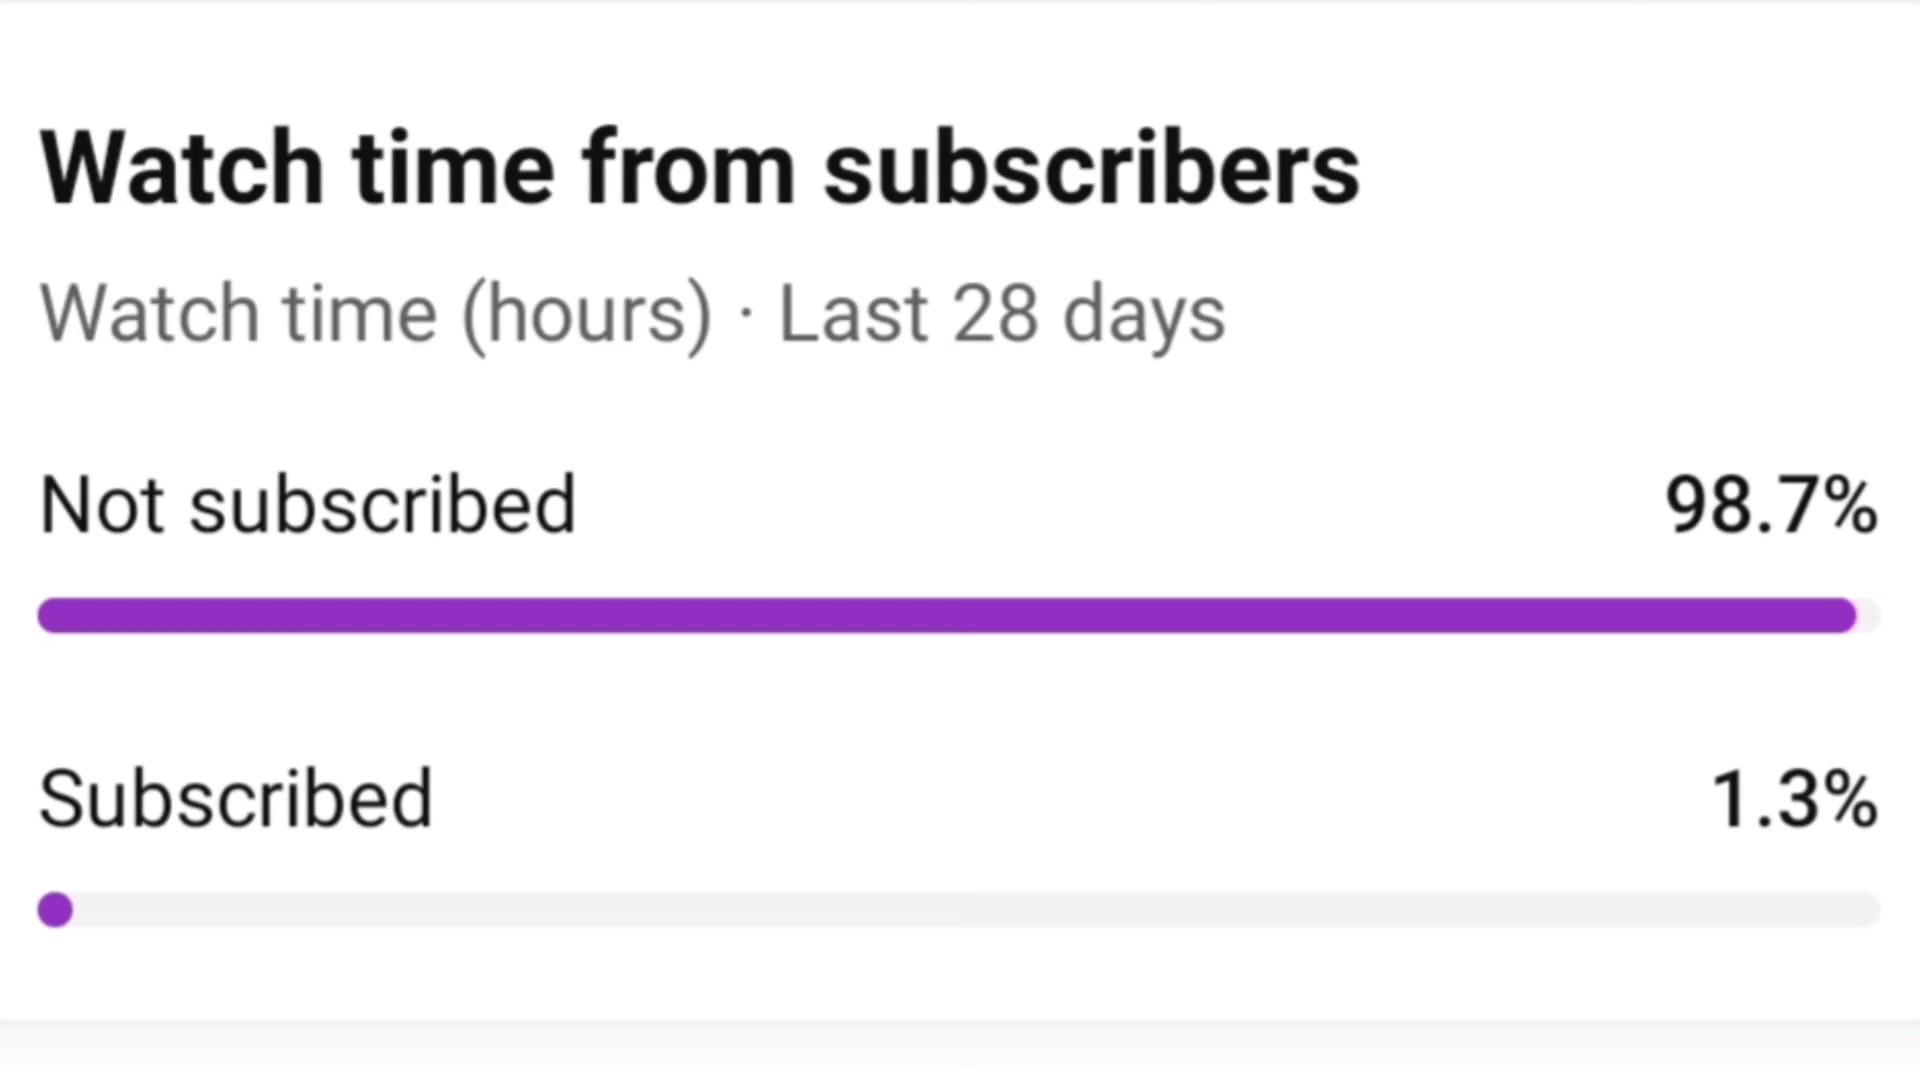 Watch time from subscribers
Watch time (hours) · Last 28 days
Not subscribed 98.7%
Subscribed 1.3%